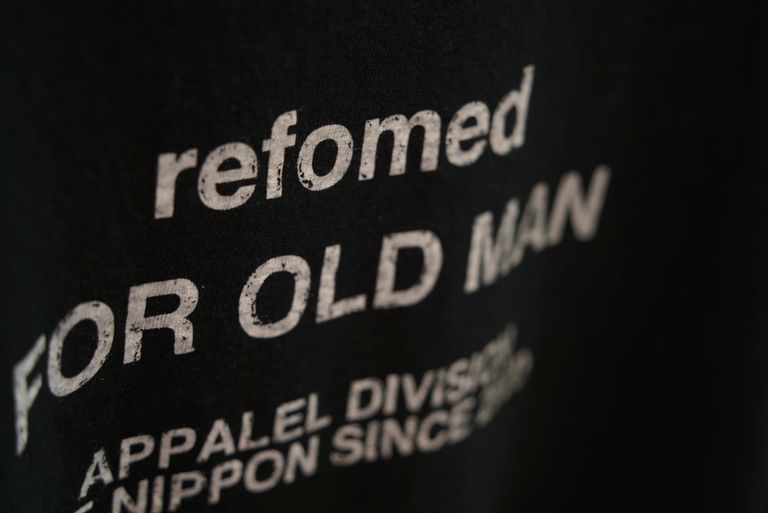 refomed
FOR OLD MAN
APPALEL DIVISION
NIPPON SINCE